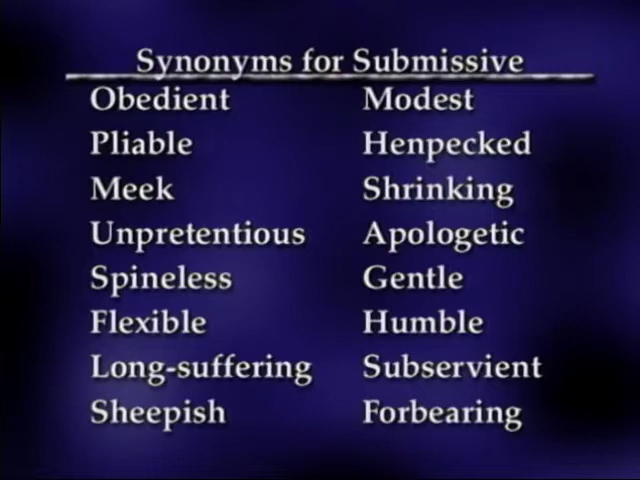 Synonyms for Submissive
Obedient
Pliable
Meek
Unpretentious
Spineless
Flexible
Long-suffering
Sheepish
Modest
Henpecked
Shrinking
Apologetic
Gentle
Humble
Subservient
Forbearing